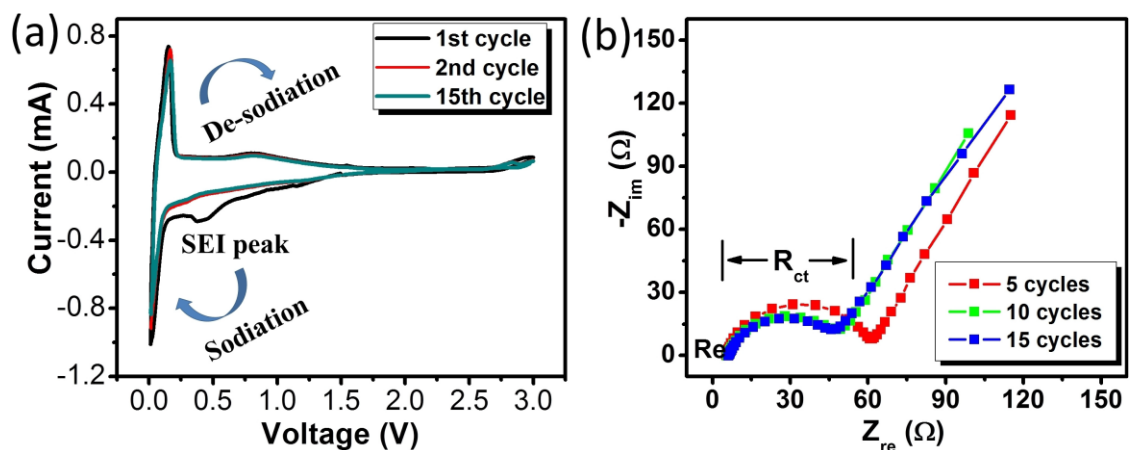 (a)
0.8
0.4
0.0
-0.4
-0.8
-1.2
Current (mA)
1st cycle
2nd cycle
15th cycle
De-sodiation
SEI peak
Sodiation
0.0 0.5 1.0 1.5 2.0 2.5 3.0
Voltage (V)
(b)
150
120
90
60
30
0
-Zim (Ω)
Rct
Re
5 cycles
10 cycles
15 cycles
0 30 60 90 120 150
Zre (Ω)